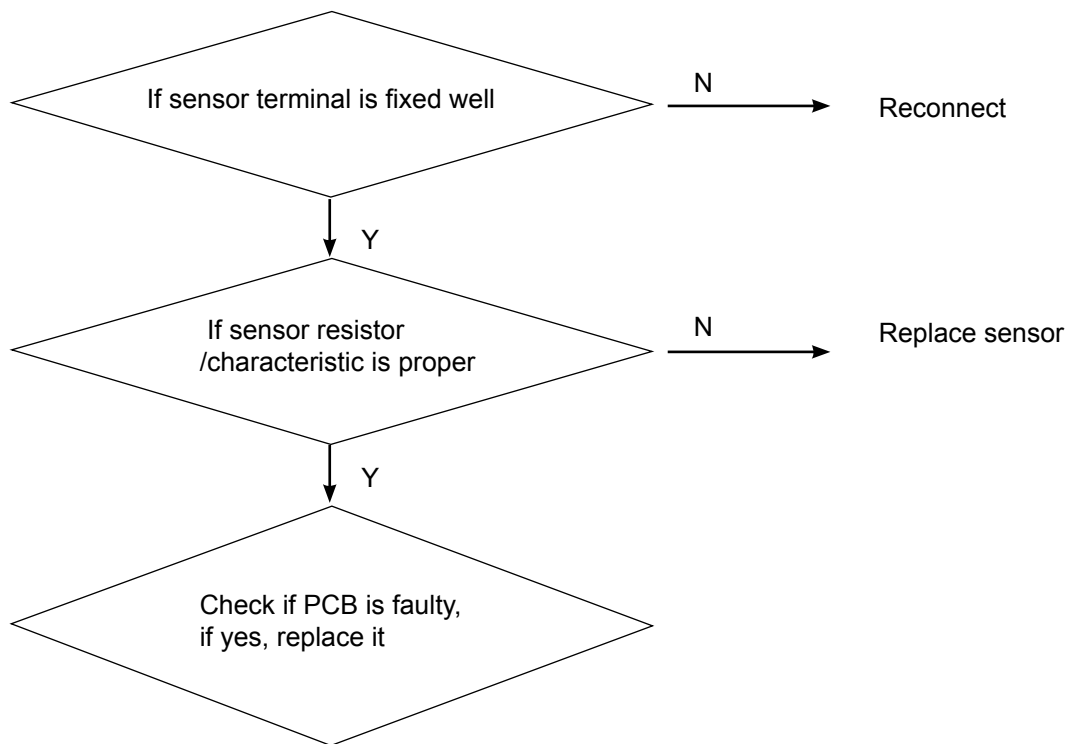 If sensor terminal is fixed well
N
Reconnect
Y
If sensor resistor
/characteristic is proper
N
Replace sensor
Y
Check if PCB is faulty,
if yes, replace it